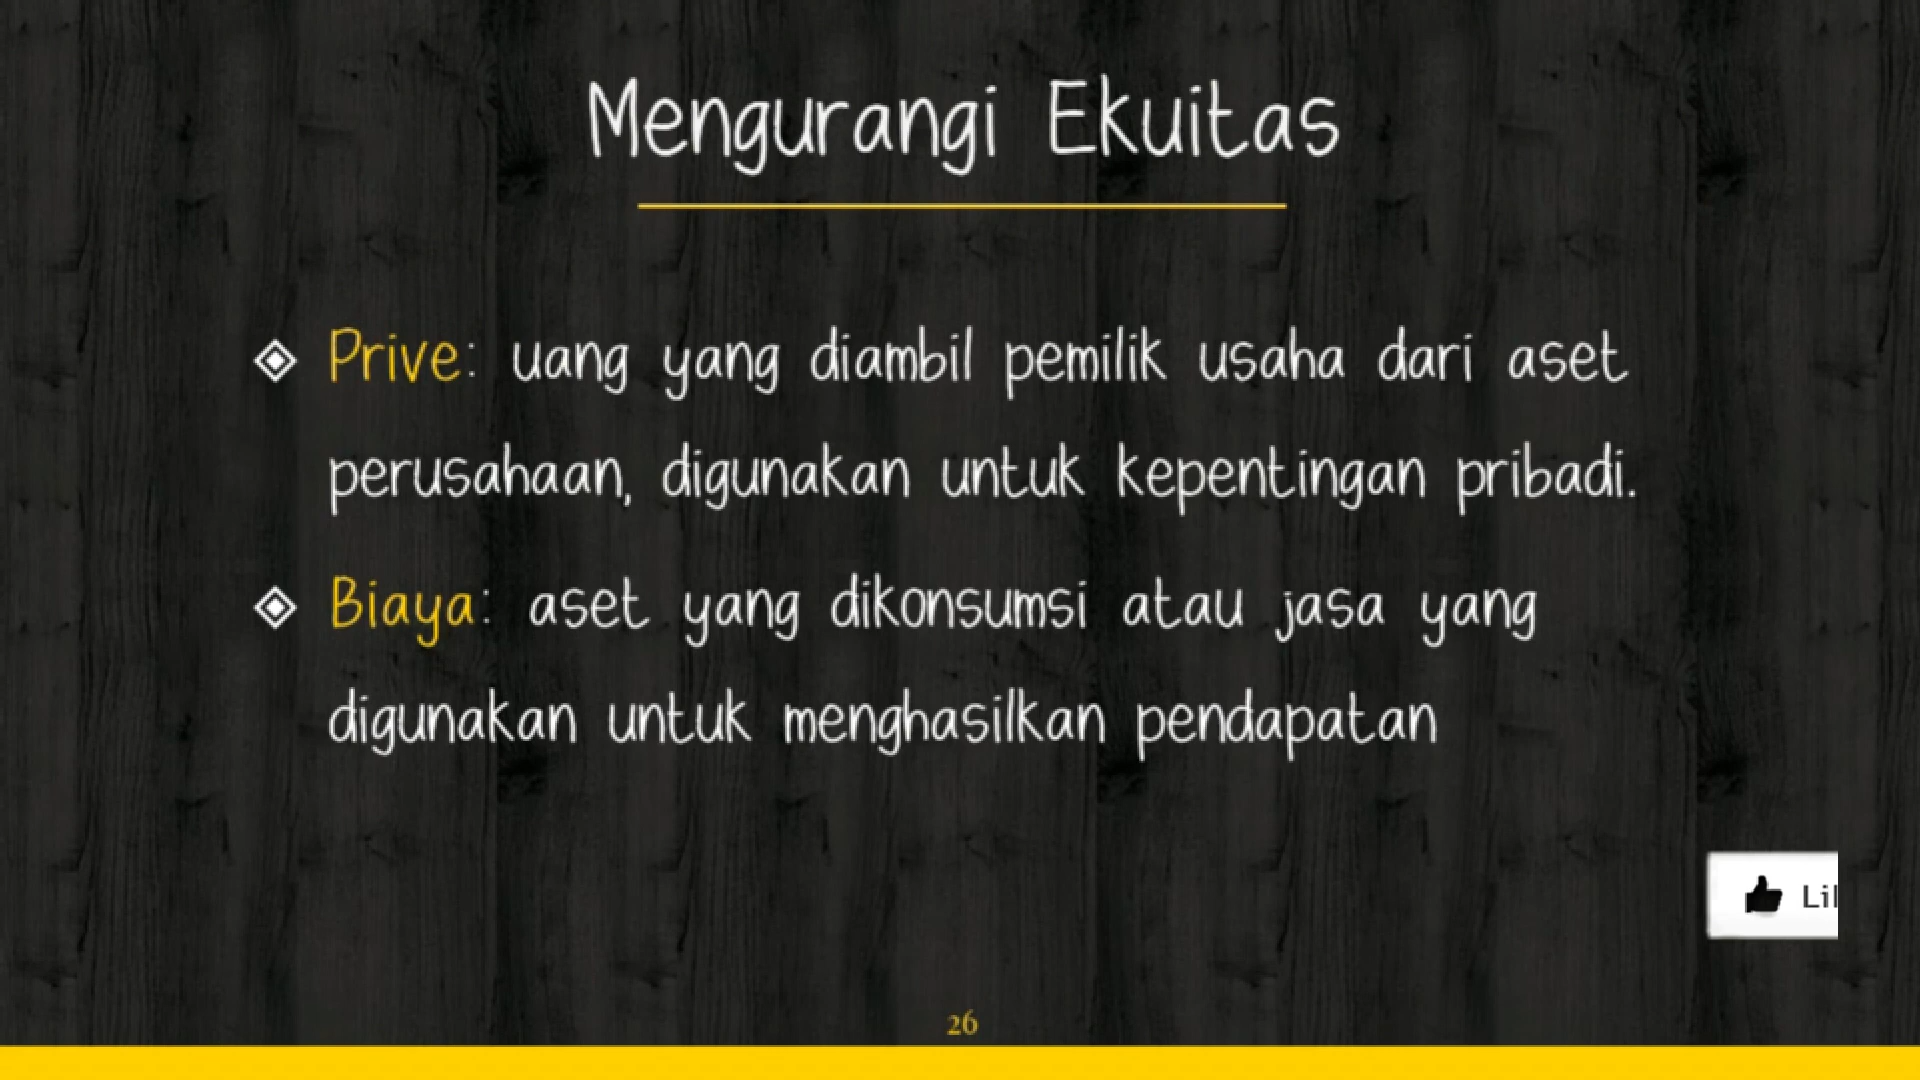 Mengurangi Ekuitas
Prive: uang yang diambil pemilik usaha dari aset
perusahaan, digunakan untuk kepentingan pribadi.
Biaya: aset yang dikonsumsi atau jasa yang
digunakan untuk menghasilkan pendapatan
26